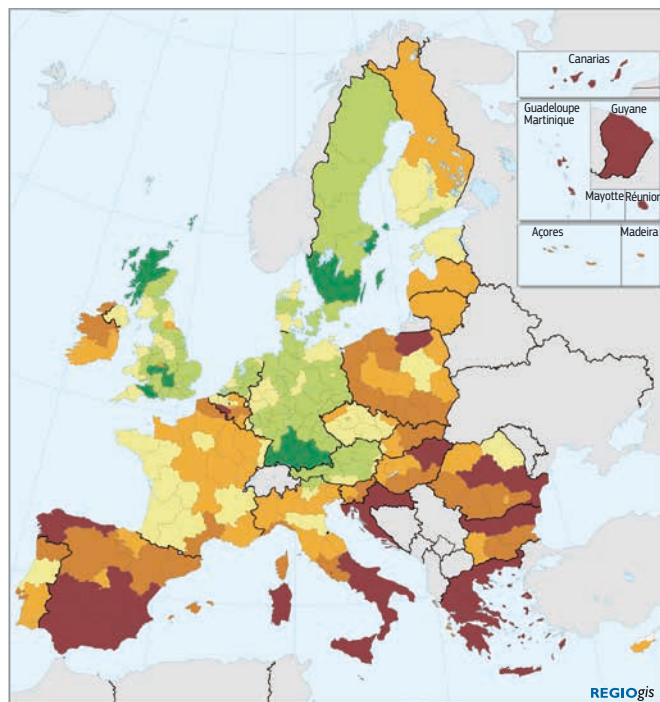 Canarias
Guadeloupe
Martinique
Guyane
Mayotte
Réunion
Açores
Madeira
REGIOgis